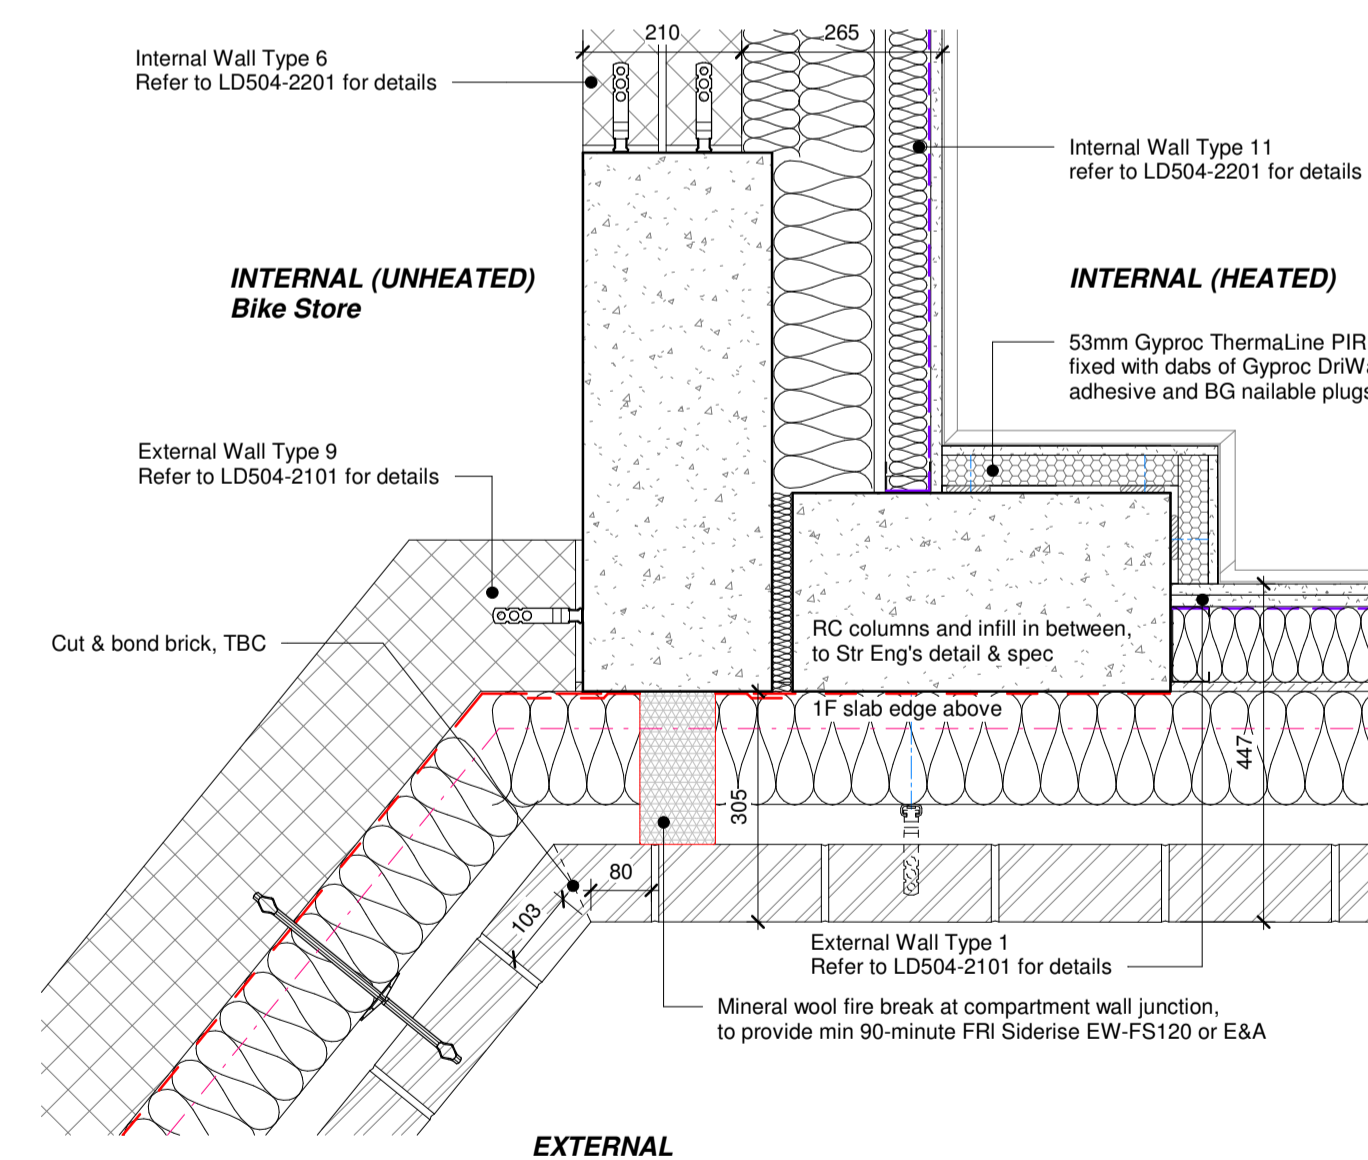 210
265
Internal Wall Type 6
Refer to LD504-2201 for details
Internal Wall Type 11
refer to LD504-2201 for details
INTERNAL (UNHEATED)
Bike Store
INTERNAL (HEATED)
53mm Gyproc ThermaLine PIR
fixed with dabs of Gyproc DriWa
adhesive and BG nailable plugs
External Wall Type 9
Refer to LD504-2101 for details
Cut & bond brick, TBC
RC columns and infill in between,
to Str Eng's detail & spec
1F slab edge above
447
305
80
103
External Wall Type 1
Refer to LD504-2101 for details
Mineral wool fire break at compartment wall junction,
to provide min 90-minute FRI Siderise EW-FS120 or E&A
EXTERNAL